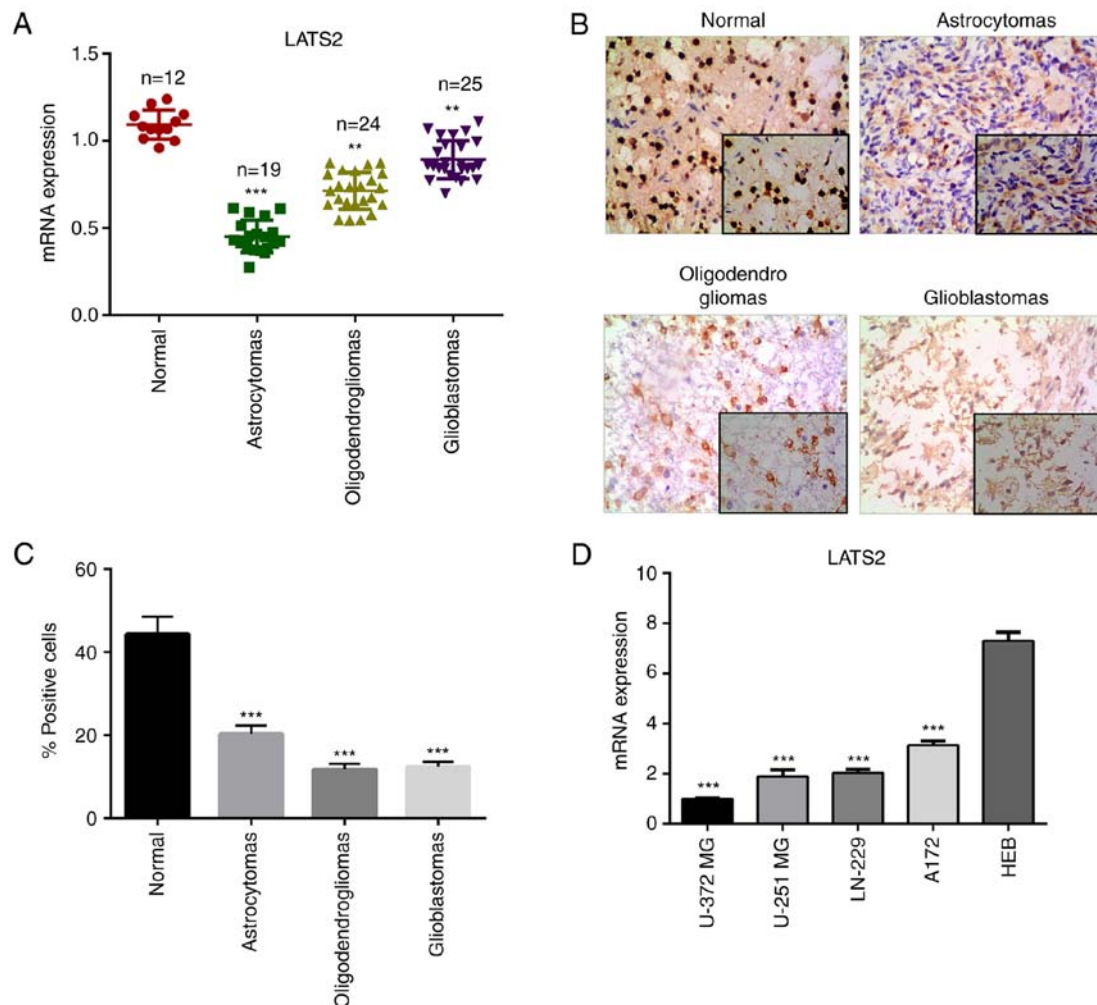 A
LATS2
mRNA expression
1.5
1.0
0.5
0.0
n=12
n=19
***
n=24
**
n=25
**
Normal
Astrocytomas
Oligodendrogliomas
Glioblastomas
B
Normal
Astrocytomas
Oligodendro
gliomas
Glioblastomas
C
% Positive cells
60
40
20
0
***
***
***
Normal
Astrocytomas
Oligodendrogliomas
Glioblastomas
D
LATS2
mRNA expression
10
8
6
4
2
0
***
***
***
***
U-372 MG
U-251 MG
LN-229
A172
HEB